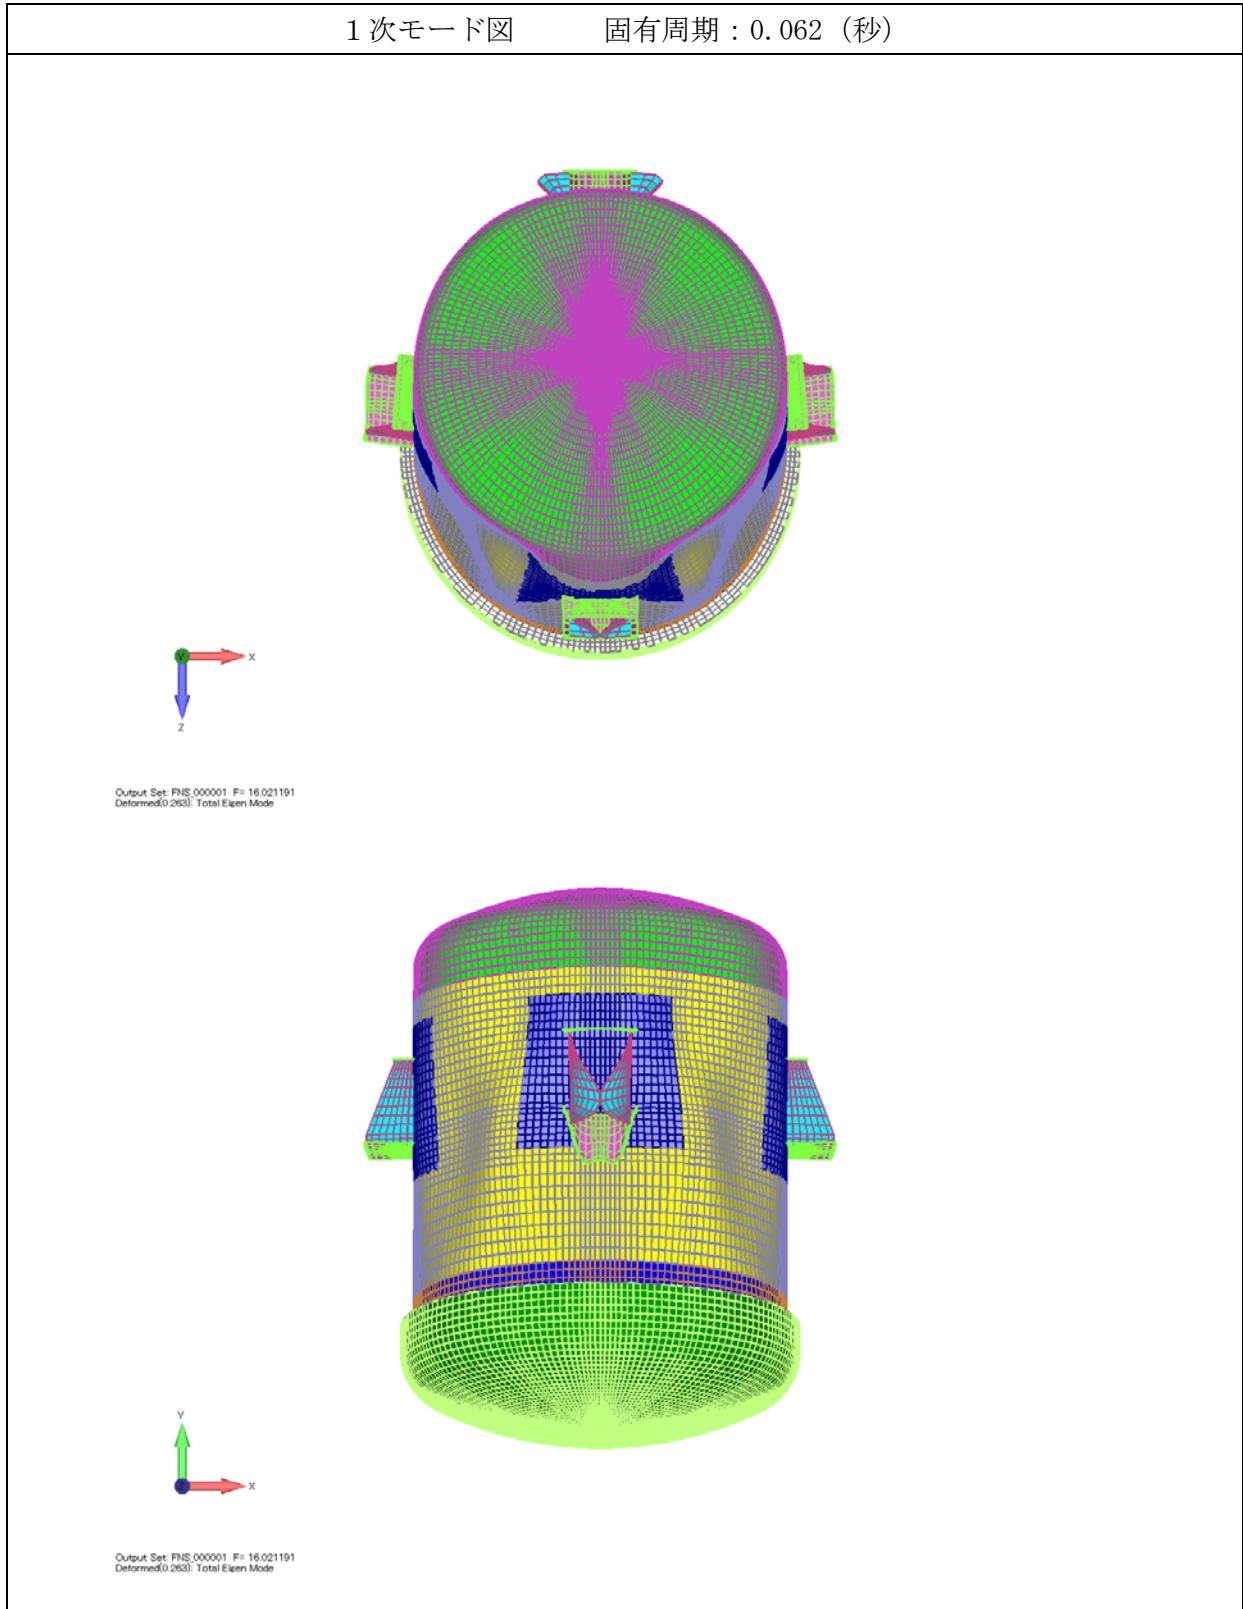 1次モード図 固有周期：0.062（秒）
Y
X
Z
Output Set: FNS_000001 F= 16.021191
Deformed(0.263): Total Eigen Mode
Y
Z
X
Output Set: FNS_000001 F= 16.021191
Deformed(0.263): Total Eigen Mode